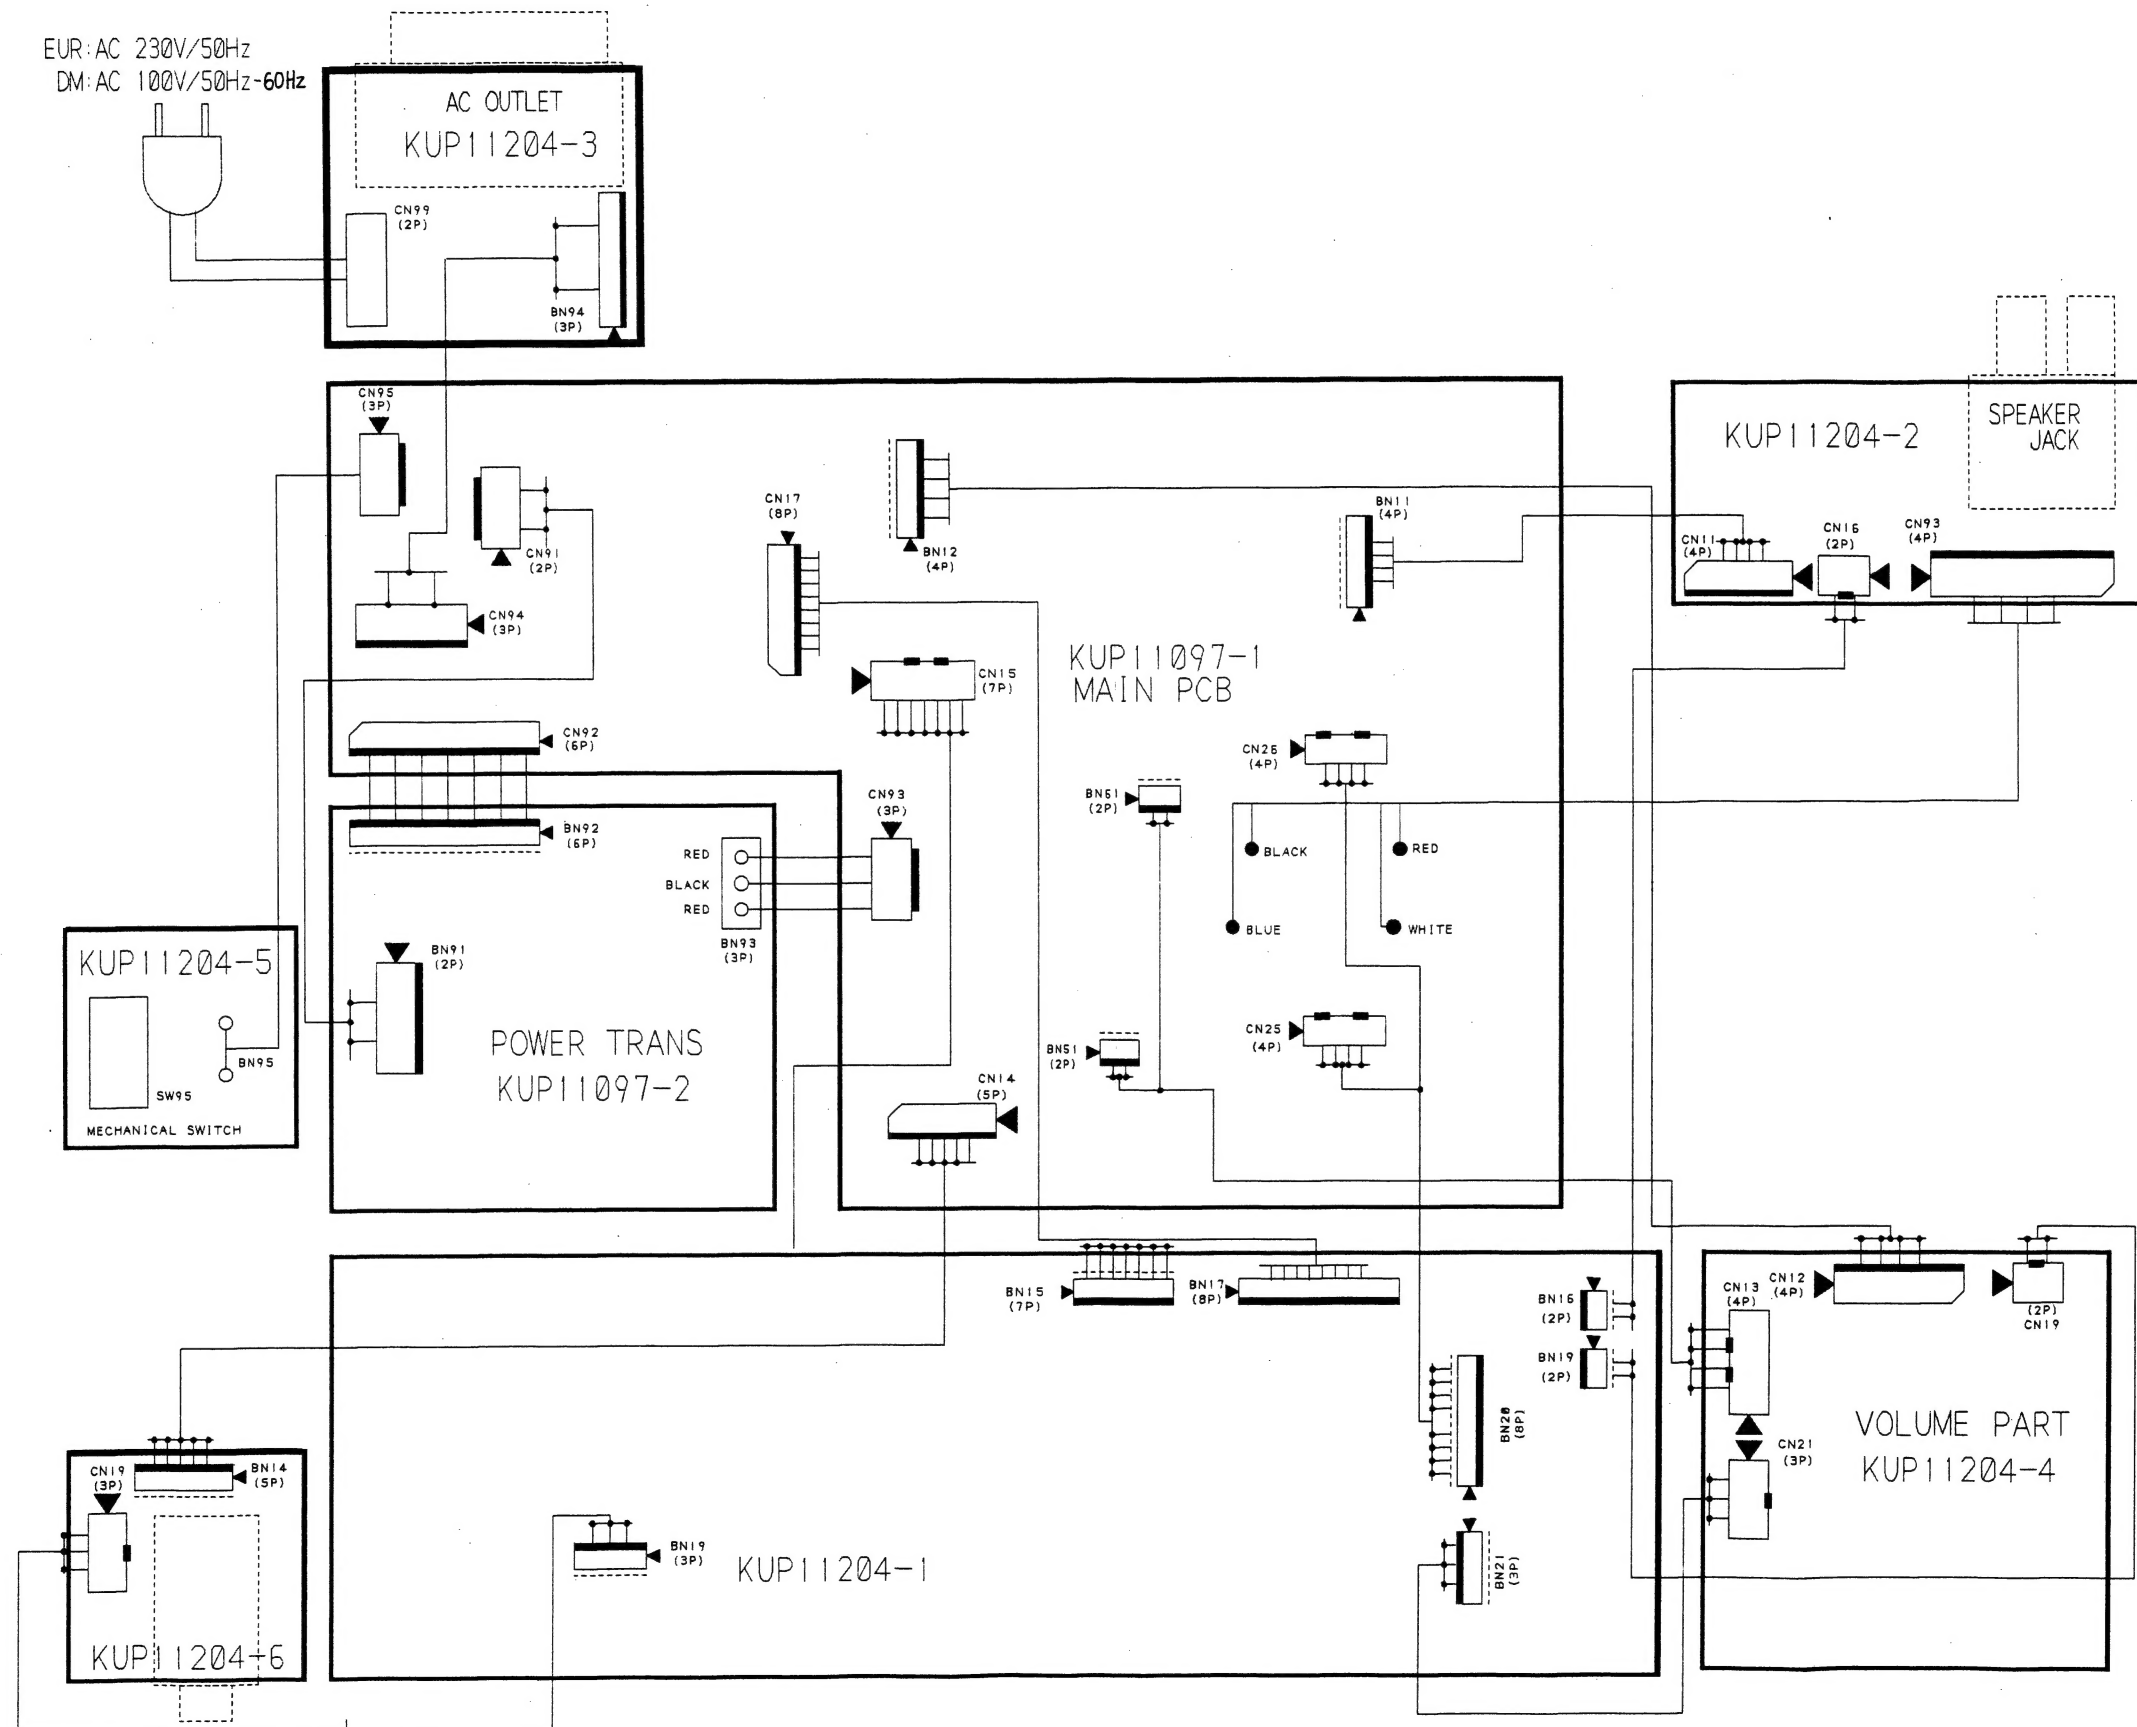 EUR:AC 230V/50Hz
DM:AC 100V/50Hz-60Hz
AC OUTLET
KUP11204-3
CN99
(2P)
BN94
(3P)
CN95
(3P)
CN91
(2P)
CN94
(3P)
CN17
(8P)
BN12
(4P)
BN11
(4P)
KUP11204-2
SPEAKER
JACK
CN11
(4P)
CN16
(2P)
CN93
(4P)
CN15
(7P)
KUP11097-1
MAIN PCB
CN92
(6P)
BN92
(6P)
CN26
(4P)
BN61
(2P)
CN93
(3P)
RED
BLACK
RED
BN93
(3P)
BLACK
RED
BLUE
WHITE
KUP11204-5
BN95
SW95
MECHANICAL SWITCH
BN91
(2P)
POWER TRANS
KUP11097-2
CN25
(4P)
BN51
(2P)
CN14
(5P)
BN15
(7P)
BN17
(8P)
BN16
(2P)
BN19
(2P)
CN13
(4P)
CN12
(4P)
(2P)
CN19
BN20
(8P)
VOLUME PART
KUP11204-4
CN21
(3P)
CN19
(3P)
BN14
(5P)
KUP11204-6
BN19
(3P)
KUP11204-1
BN21
(3P)